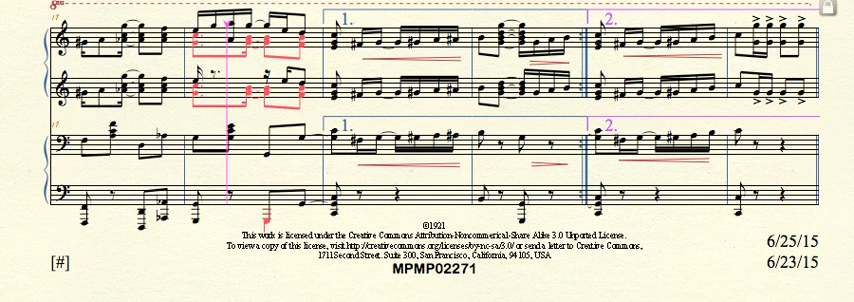 8va
17
1.
2.
17
1.
2.
©1921
This work is licensed under the Creative Commons Attribution-Noncommerical-Share Alike 3.0 Unported License.
To view a copy of this license, visit http://creativecommons.org/licenses/by-nc-sa/3.0/ or send a letter to Creative Commons,
171 Second Street, Suite 300, San Francisco, California, 94105, USA
MPMP02271
6/25/15
[#]
6/23/15